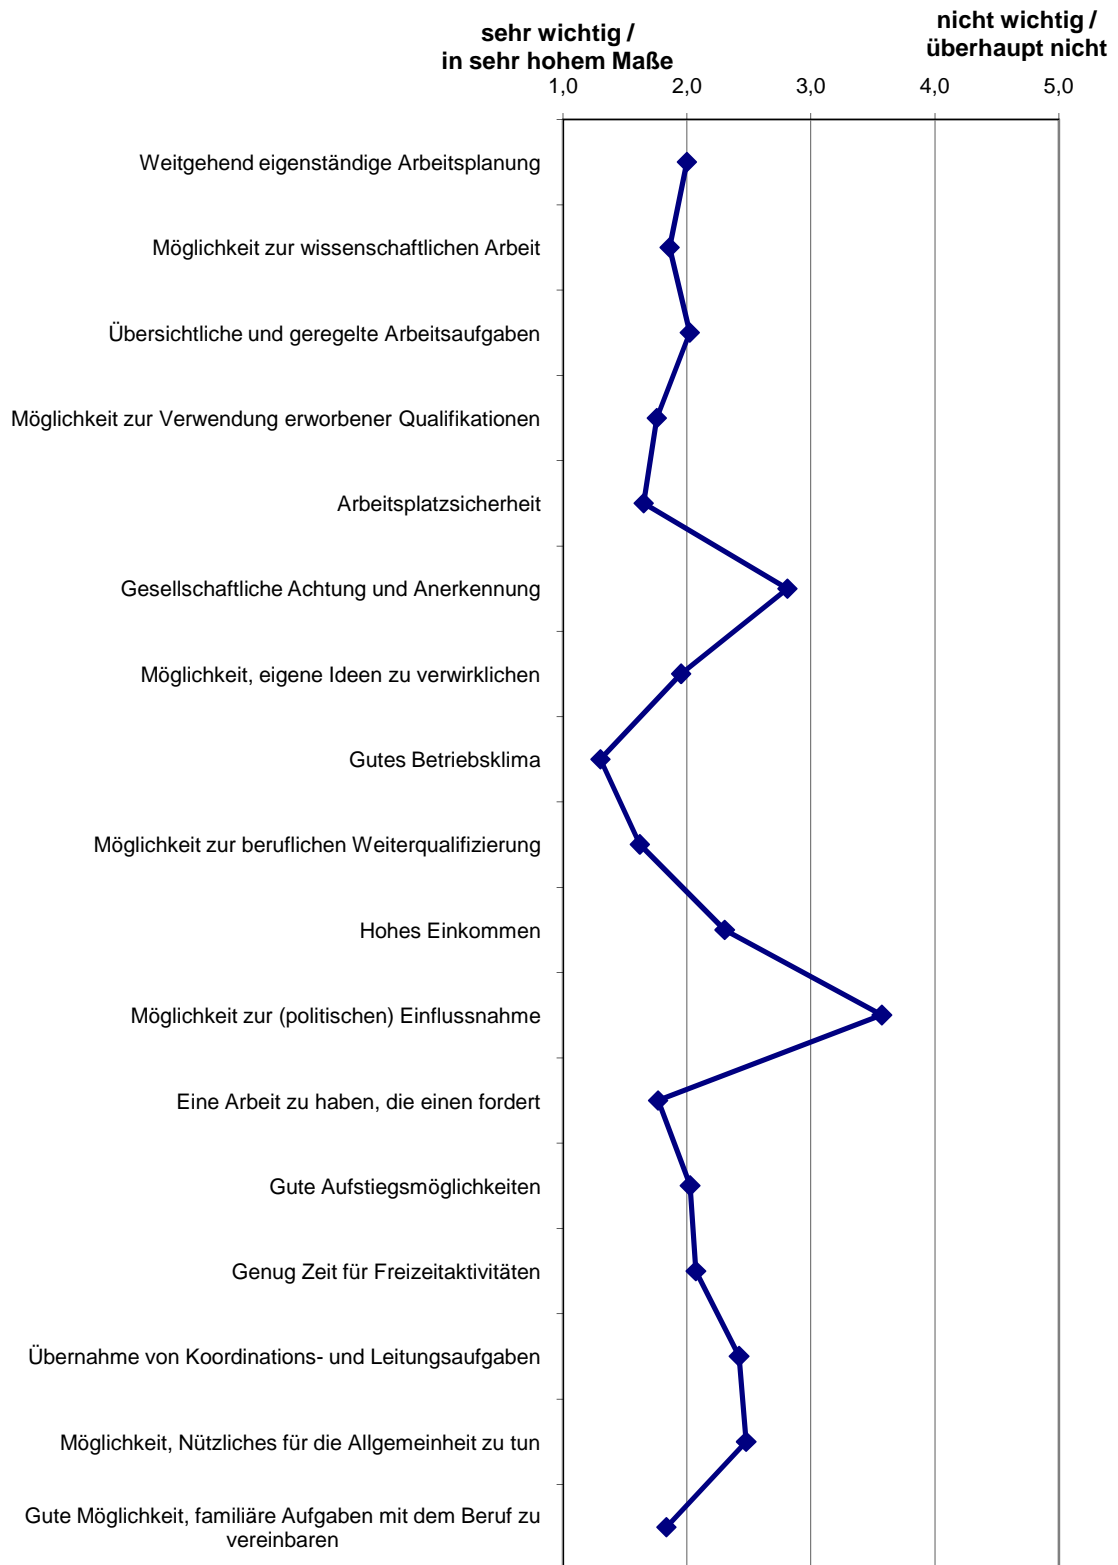 sehr wichtig /
in sehr hohem Maße
nicht wichtig /
überhaupt nicht
1,0 2,0 3,0 4,0 5,0
Weitgehend eigenständige Arbeitsplanung
Möglichkeit zur wissenschaftlichen Arbeit
Übersichtliche und geregelte Arbeitsaufgaben
Möglichkeit zur Verwendung erworbener Qualifikationen
Arbeitsplatzsicherheit
Gesellschaftliche Achtung und Anerkennung
Möglichkeit, eigene Ideen zu verwirklichen
Gutes Betriebsklima
Möglichkeit zur beruflichen Weiterqualifizierung
Hohes Einkommen
Möglichkeit zur (politischen) Einflussnahme
Eine Arbeit zu haben, die einen fordert
Gute Aufstiegsmöglichkeiten
Genug Zeit für Freizeitaktivitäten
Übernahme von Koordinations- und Leitungsaufgaben
Möglichkeit, Nützliches für die Allgemeinheit zu tun
Gute Möglichkeit, familiäre Aufgaben mit dem Beruf zu
vereinbaren